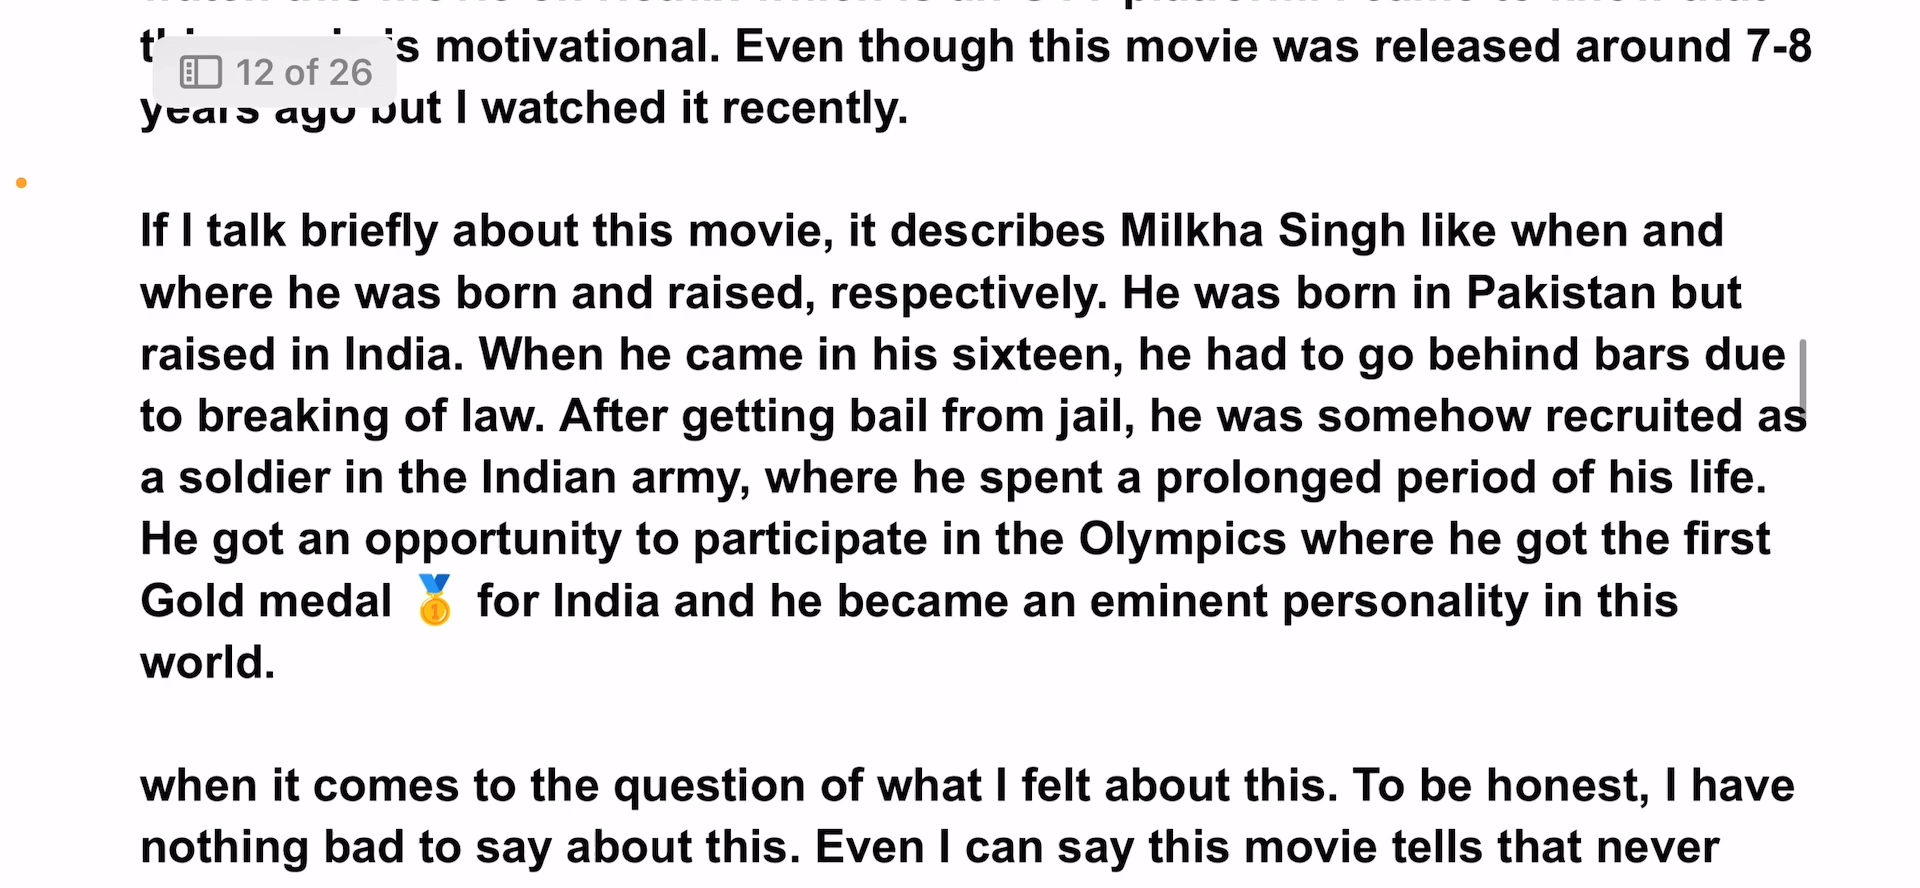 is motivational. Even though this movie was released around 7-8
12 of 26
years ago but I watched it recently.
If I talk briefly about this movie, it describes Milkha Singh like when and
where he was born and raised, respectively. He was born in Pakistan but
raised in India. When he came in his sixteen, he had to go behind bars due
to breaking of law. After getting bail from jail, he was somehow recruited as
a soldier in the Indian army, where he spent a prolonged period of his life.
He got an opportunity to participate in the Olympics where he got the first
Gold medal 🥇 for India and he became an eminent personality in this
world.
when it comes to the question of what I felt about this. To be honest, I have
nothing bad to say about this. Even I can say this movie tells that never